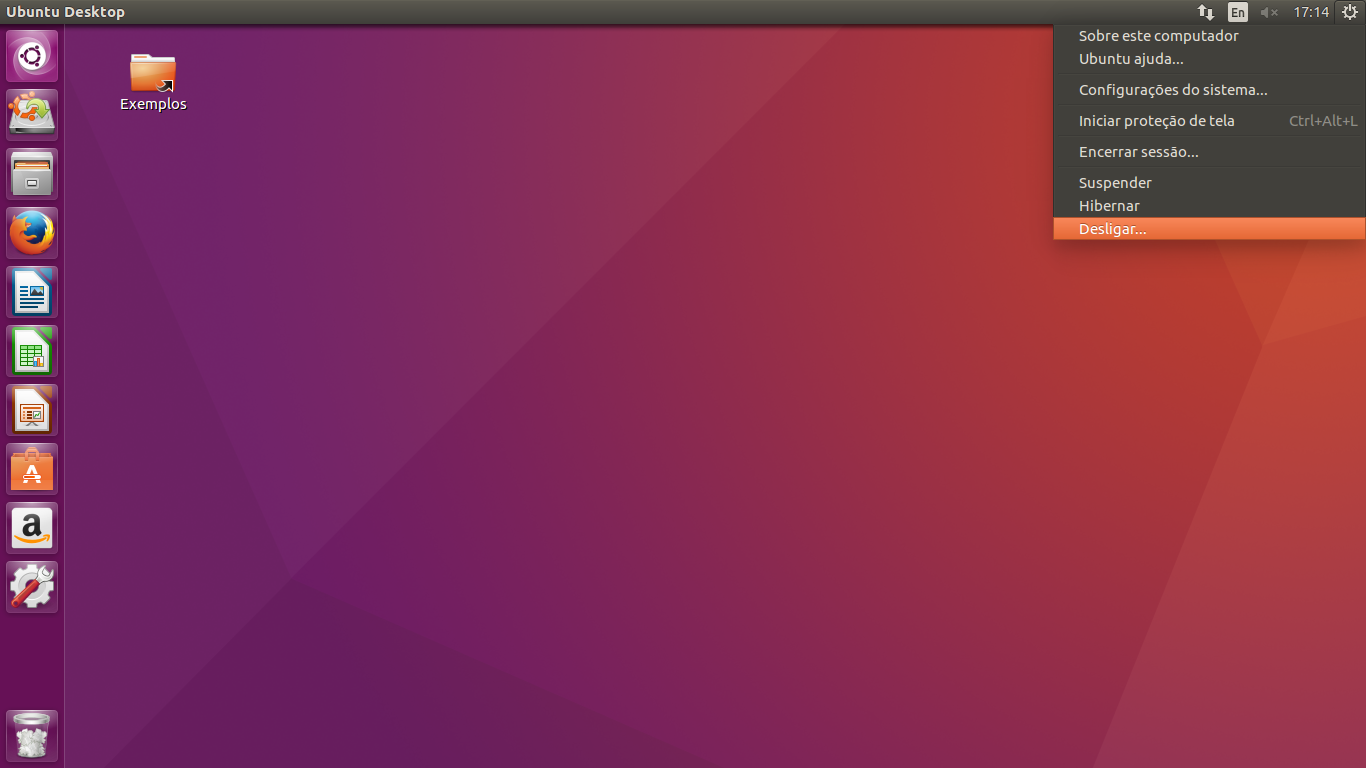 Ubuntu Desktop
En
17:14
Sobre este computador
Ubuntu ajuda...
Configurações do sistema...
Iniciar proteção de tela Ctrl+Alt+L
Encerrar sessão...
Suspender
Hibernar
Desligar...
Exemplos
A
a